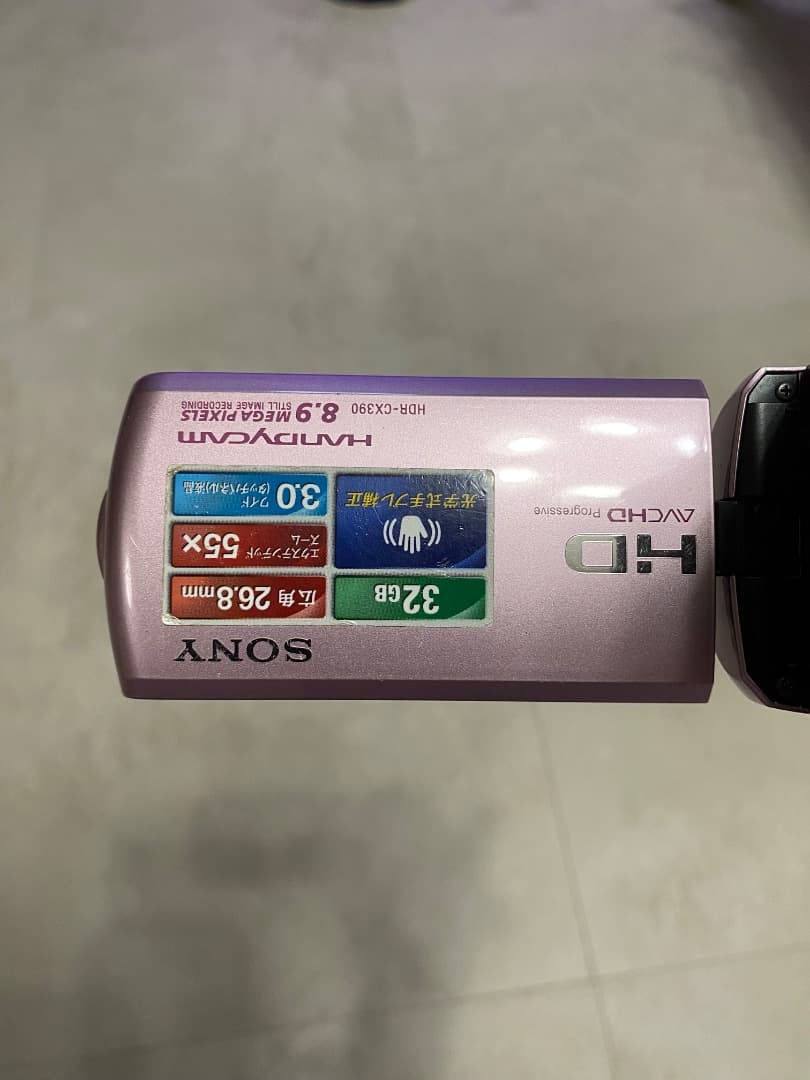 SONY
32GB
広角 26.8mm
光学式手ブレ補正
エクステンデッド
ズーム
55×
3.0
ワイド
(タッチパネル)液晶
HD
AVCHD Progressive
HANDYCAM
HDR-CX390
8.9 MEGA PIXELS
STILL IMAGE RECORDING